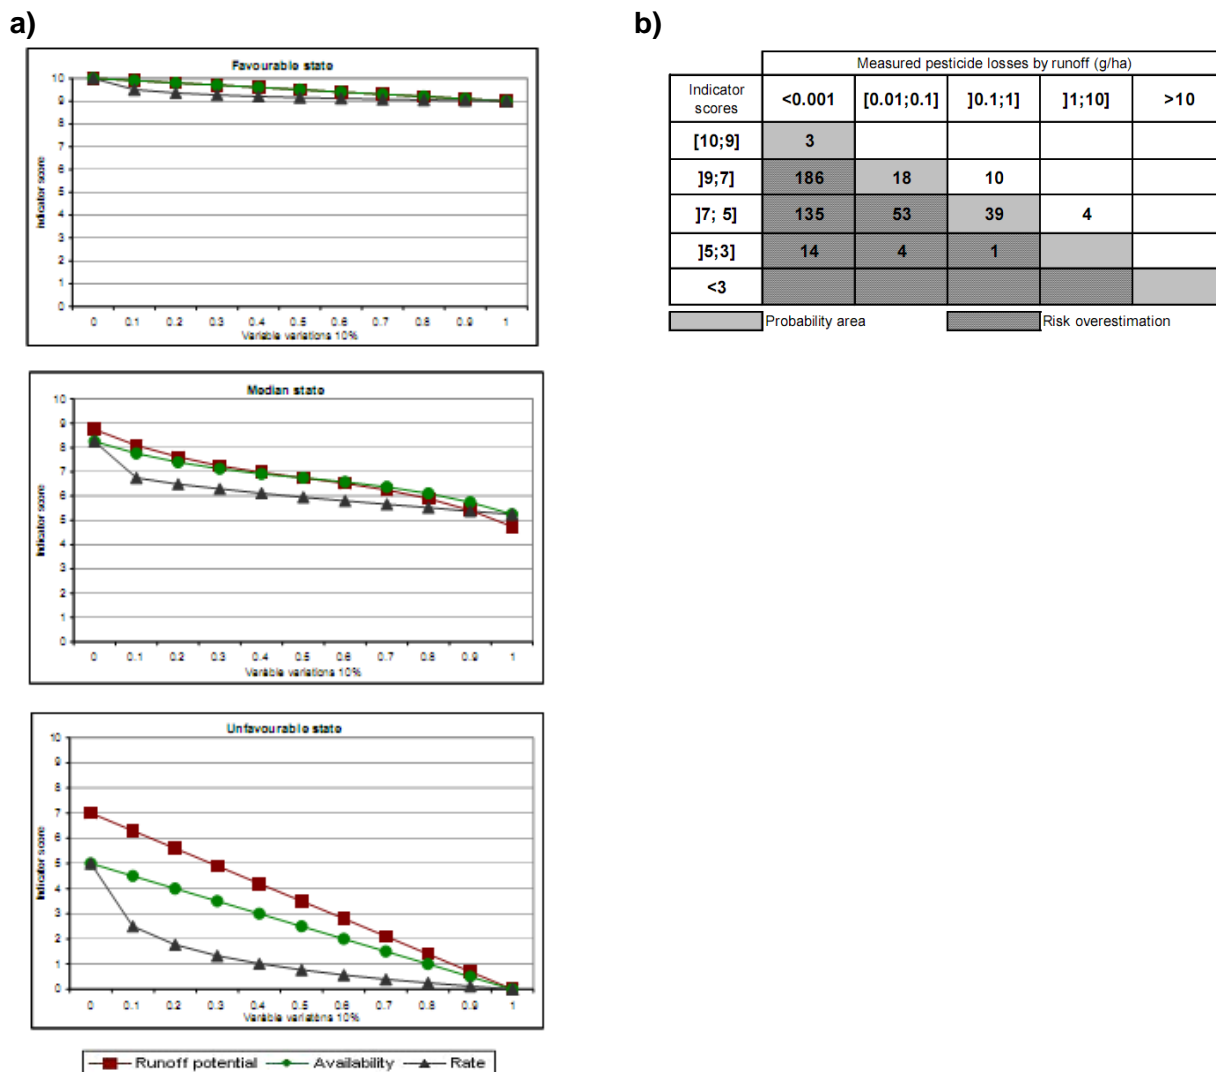 a)
b)
Favourable state
Indicator score
10
9
8
7
6
5
4
3
2
1
0
0 0.1 0.2 0.3 0.4 0.5 0.6 0.7 0.8 0.9 1
Variable variations 10%
Median state
Indicator score
10
9
8
7
6
5
4
3
2
1
0
0 0.1 0.2 0.3 0.4 0.5 0.6 0.7 0.8 0.9 1
Variable variations 10%
Unfavourable state
Indicator score
10
9
8
7
6
5
4
3
2
1
0
0 0.1 0.2 0.3 0.4 0.5 0.6 0.7 0.8 0.9 1
Variable variations 10%
Runoff potential Availability Rate
Measured pesticide losses by runoff (g/ha)
Indicator scores <0.001 [0.01;0.1] ]0.1;1] ]1;10] >10
[10;9] 3
]9;7] 186 18 10
]7; 5] 135 53 39 4
]5;3] 14 4 1
<3
Probability area Risk overestimation